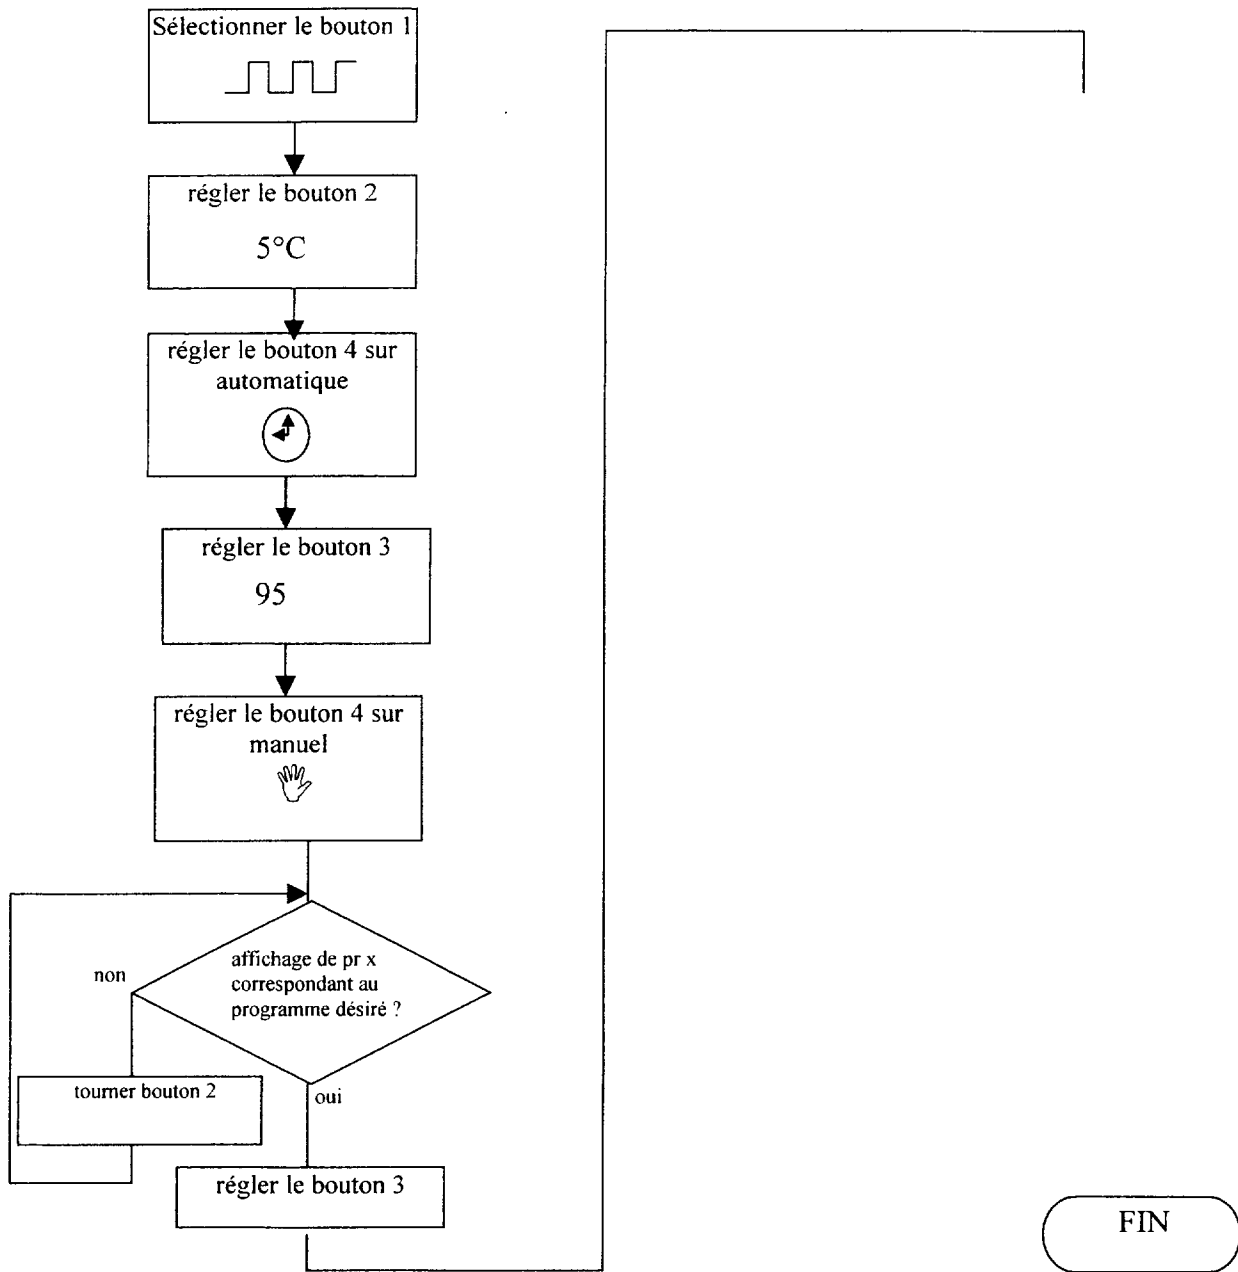 Sélectionner le bouton 1
régler le bouton 2
5°C
régler le bouton 4 sur
automatique
régler le bouton 3
95
régler le bouton 4 sur
manuel
affichage de pr x
correspondant au
programme désiré ?
non
tourner bouton 2
oui
régler le bouton 3
FIN